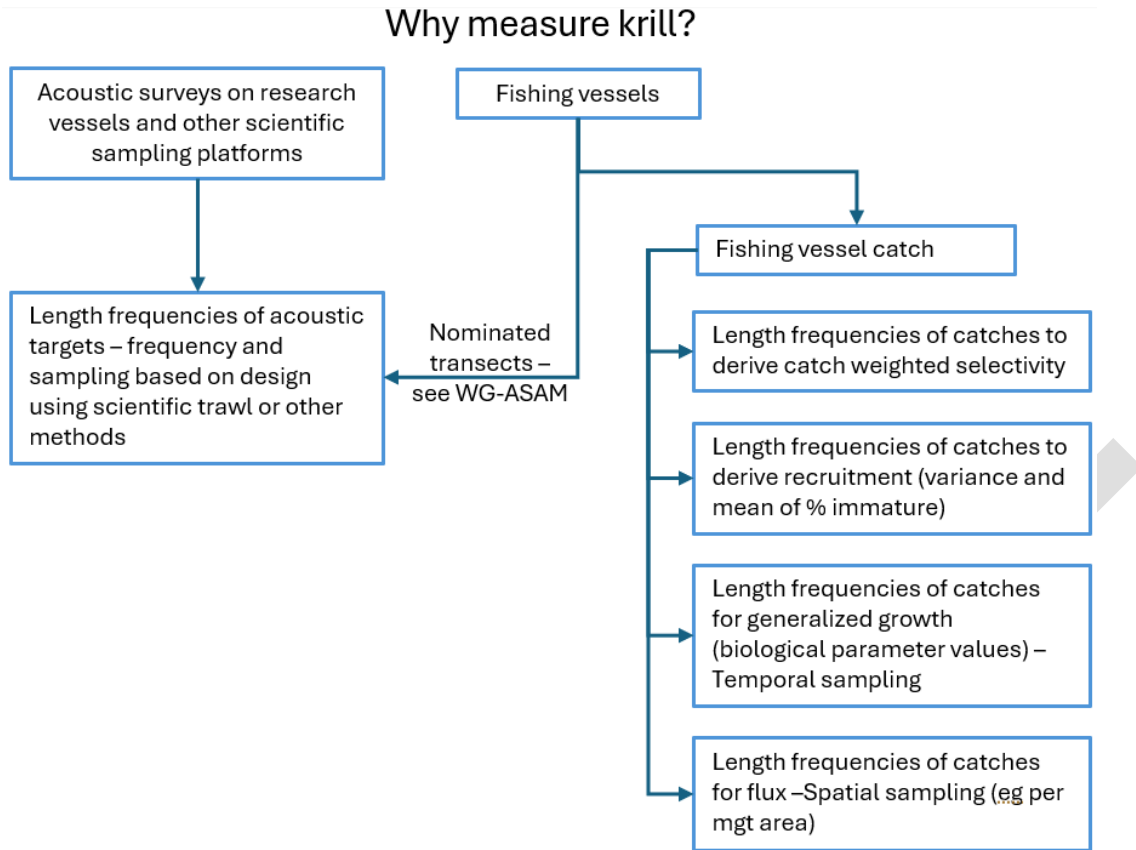 Why measure krill?
Acoustic surveys on research
vessels and other scientific
sampling platforms
Fishing vessels
Fishing vessel catch
Length frequencies of acoustic
targets – frequency and
sampling based on design
using scientific trawl or other
methods
Nominated
transects –
see WG-ASAM
Length frequencies of catches to
derive catch weighted selectivity
Length frequencies of catches to
derive recruitment (variance and
mean of % immature)
Length frequencies of catches
for generalized growth
(biological parameter values) –
Temporal sampling
Length frequencies of catches
for flux –Spatial sampling (eg per
mgt area)